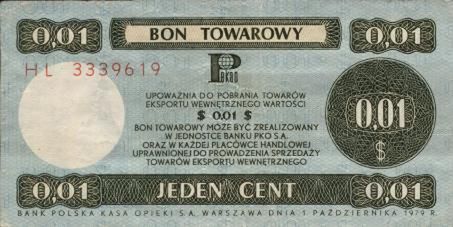 0,01 BON TOWAROWY 0,01
HL 3339619
P
PEKAO
UPOWAŻNIA DO POBRANIA TOWARÓW
EKSPORTU WEWNĘTRZNEGO WARTOŚCI
$ 0.01 $
BON TOWAROWY MOŻE BYĆ ZREALIZOWANY
W JEDNOSTCE BANKU PKO S.A.
ORAZ W KAŻDEJ PLACÓWCE HANDLOWEJ
UPRAWNIONEJ DO PROWADZENIA SPRZEDAŻY
TOWARÓW EKSPORTU WEWNĘTRZNEGO
0,01
$
0,01 JEDEN CENT 0,01
BANK POLSKA KASA OPIEKI S.A. WARSZAWA DNIA 1 PAŹDZIERNIKA 1979 R.